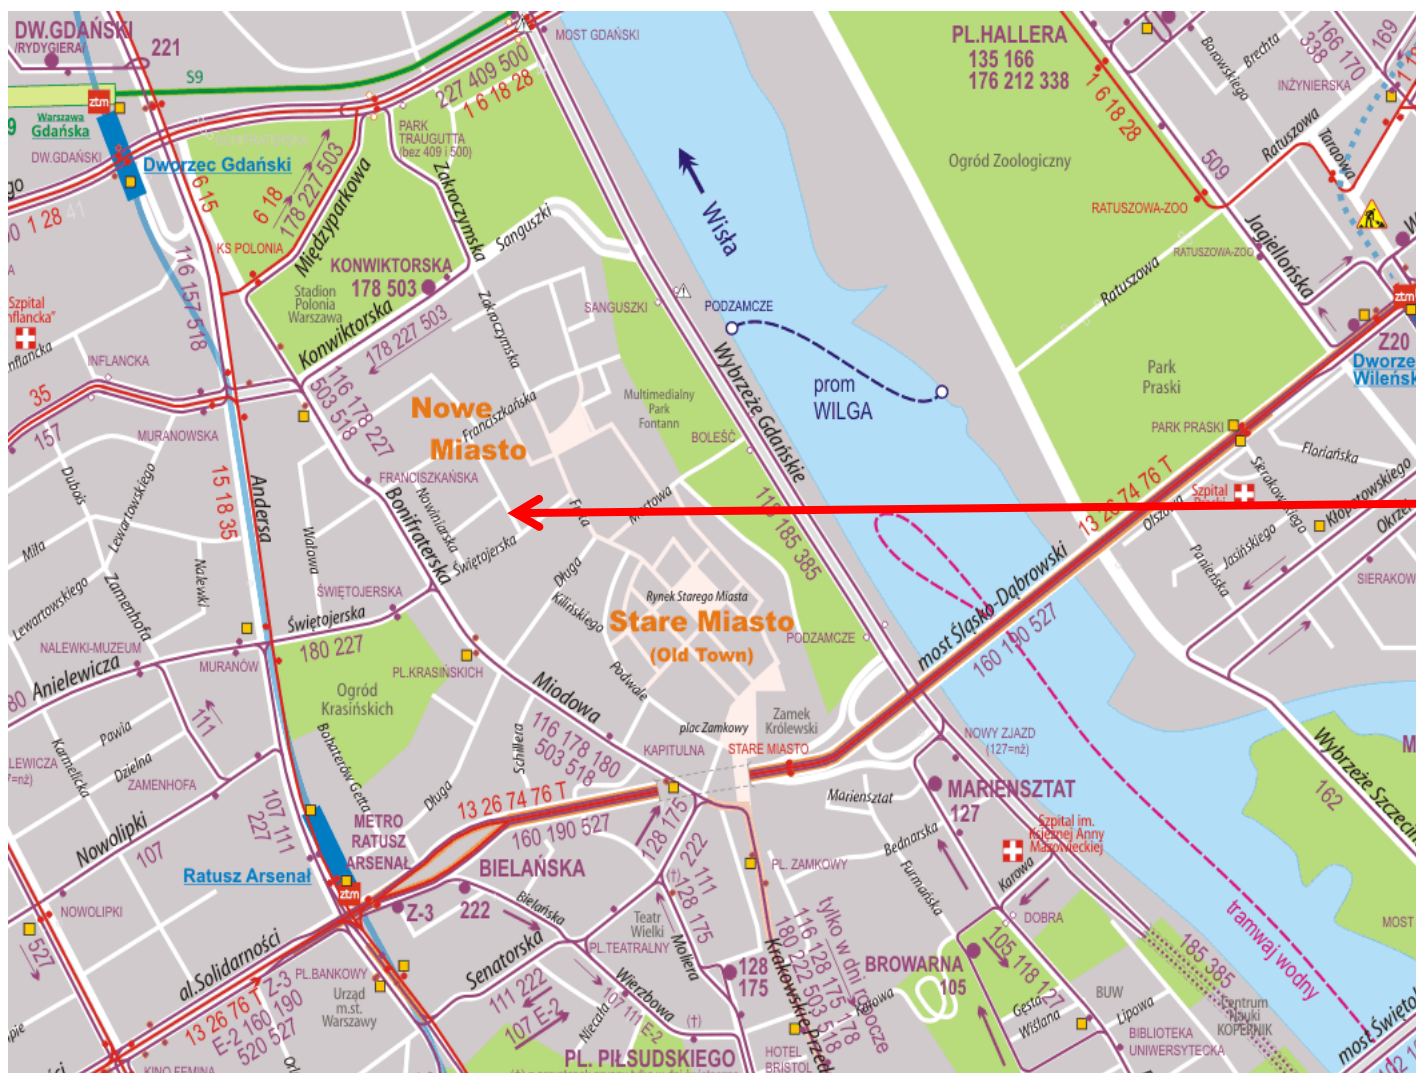 DW.GDAŃSKI
/RYDYGIERA/
221
S9
MOST GDAŃSKI
227 409 500
1 6 18 28
PL.HALLERA
135 166
176 212 338
1 6 18 28
Borowskiego
Brechta
166 170
338
169
INŻYNIERSKA
ztm
Warszawa
Gdańska
9
DW.GDAŃSKI
Dworzec Gdański
PARK
TRAUGUTTA
(bez 409 i 500)
Ogród Zoologiczny
509
Ratuszowa
Targowa
1 28 41
6 15
6 18
178 227 503
Międzyparkowa
Zakroczymska
Sanguszki
Wisła
RATUSZOWA-ZOO
RATUSZOWA-ZOO
Jagiellońska
KS POLONIA
KONWIKTORSKA
178 503
Stadion
Polonia
Warszawa
116 157 518
Konwiktorska
178 227 503
Zakroczymska
SANGUSZKI
PODZAMCZE
Ratuszowa
ztm
Z20
Szpital
Inflancka
INFLANCKA
Wybrzeże Gdańskie
prom
WILGA
Park
Praski
35
157
MURANOWSKA
116 178 227
503 518
Nowe
Miasto
Franciszkańska
Multimedialny
Park
Fontann
BOLEŚĆ
PARK PRASKI
Floriańska
Dubois
Lewartowskiego
15 18 35
Andersa
FRANCISZKAŃSKA
Bonifraterska
Nowiniarska
Freta
Mostowa
13 26 74 76 T
Szpital
Sierakowskiego
Kłopotowskiego
Olszowa
Miła
Wałowa
Świętojerska
Długa
118 185 385
Jasińskiego
Panieńska
SIERAKOW
Lewartowskiego
Zamenhofa
Nalewki
ŚWIĘTOJERSKA
Świętojerska
180 227
Kilińskiego
Rynek Starego Miasta
Stare Miasto
(Old Town)
PODZAMCZE
most Śląsko-Dąbrowski
160 190 527
NALEWKI-MUZEUM
Anielewicza
MURANÓW
PL.KRASIŃSKICH
Ogród
Krasińskich
Miodowa
Podwale
111
Pawia
Karmelicka
Dzielna
ZAMENHOFA
Bohaterów Getta
Schillera
116 178 180
503 518
KAPITULNA
plac Zamkowy
Zamek
Królewski
STARE MIASTO
NOWY ZJAZD
(127=nż)
Wybrzeże Szczeciń
162
Długa
13 26 74 76 T
160 190 527
128 175
Mariensztat
MARIENSZTAT
127
107 111
227
METRO
RATUSZ
ARSENAŁ
Nowolipki
107
Ratusz Arsenał
ztm
BIELAŃSKA
222
Z-3
222
111
(†)
128 175
PL. ZAMKOWY
Bednarska
Furmańska
Szpital im.
Księżnej Anny
Mazowieckiej
Karowa
NOWOLIPKI
527
Bielańska
Teatr
Wielki
Moliera
DOBRA
tramwaj wodny
MOST
al.Solidarności
13 26 76 T Z-3
E-2 160 190
520 527
PL.BANKOWY
Urząd
m.st.
Warszawy
Senatorska
PL.TEATRALNY
111 222
107 E-2
Niecała
Wierzbowa
107 111 E-2
(†)
128
175
tylko w dni robocze
116 128 175 178
180 222 503 518
Krakowskie Przed
Karowa
BROWARNA
105
105
118 127
185 385
Gęsta
Wiślana
BUW
Lipowa
Centrum
Nauki
KOPERNIK
BIBLIOTEKA
UNIWERSYTECKA
most Święto
KINO FEMINA
PL. PIŁSUDSKIEGO
HOTEL
BRISTOL